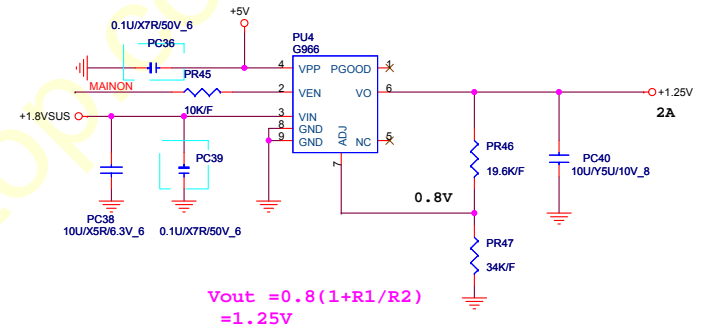 +5V
0.1U/X7R/50V_6
PC36
PU4
G966
4
VPP
PGOOD
1
PR45
MAINON
2
VEN
VO
6
+1.25V
10K/F
2A
+1.8VSUS
3
VIN
8
GND
9
GND
ADJ
NC
5
7
PC39
PR46
19.6K/F
PC40
10U/Y5U/10V_8
0.8V
PC38
10U/X5R/6.3V_6
0.1U/X7R/50V_6
PR47
34K/F
Vout =0.8(1+R1/R2)
=1.25V